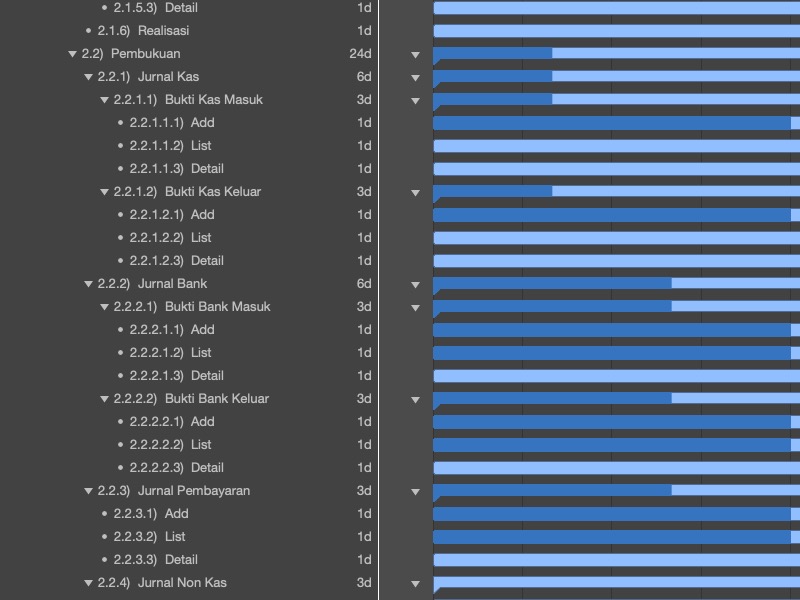 2.1.5.3) Detail 1d
2.1.6) Realisasi 1d
2.2) Pembukuan 24d
2.2.1) Jurnal Kas 6d
2.2.1.1) Bukti Kas Masuk 3d
2.2.1.1.1) Add 1d
2.2.1.1.2) List 1d
2.2.1.1.3) Detail 1d
2.2.1.2) Bukti Kas Keluar 3d
2.2.1.2.1) Add 1d
2.2.1.2.2) List 1d
2.2.1.2.3) Detail 1d
2.2.2) Jurnal Bank 6d
2.2.2.1) Bukti Bank Masuk 3d
2.2.2.1.1) Add 1d
2.2.2.1.2) List 1d
2.2.2.1.3) Detail 1d
2.2.2.2) Bukti Bank Keluar 3d
2.2.2.2.1) Add 1d
2.2.2.2.2) List 1d
2.2.2.2.3) Detail 1d
2.2.3) Jurnal Pembayaran 3d
2.2.3.1) Add 1d
2.2.3.2) List 1d
2.2.3.3) Detail 1d
2.2.4) Jurnal Non Kas 3d